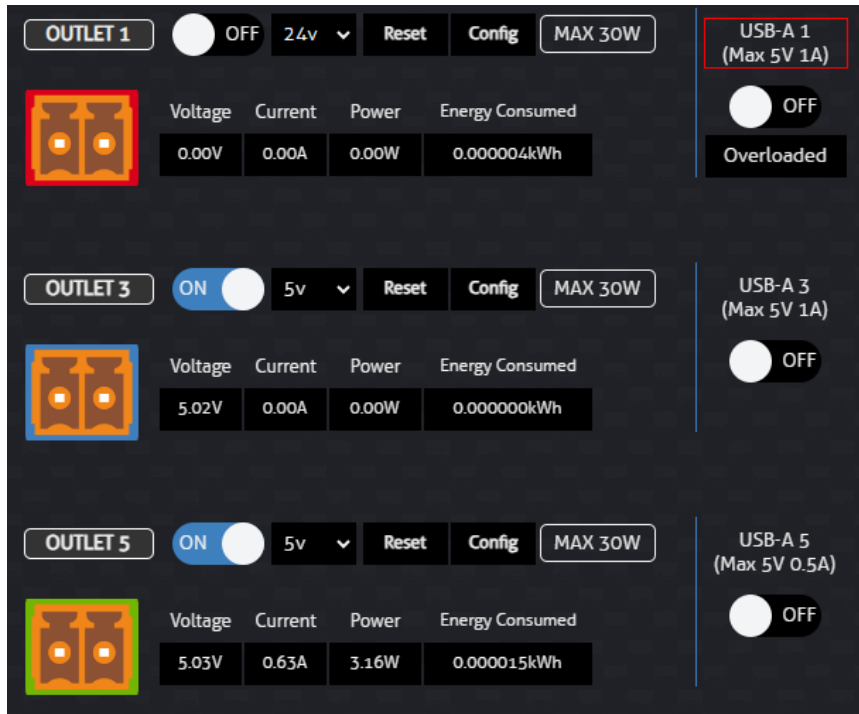 OUTLET 1 OFF 24v Reset Config MAX 30W
USB-A 1
(Max 5V 1A)
OFF
Overloaded
Voltage Current Power Energy Consumed
0.00V 0.00A 0.00W 0.000004kWh
OUTLET 3 ON 5v Reset Config MAX 30W
USB-A 3
(Max 5V 1A)
OFF
Voltage Current Power Energy Consumed
5.02V 0.00A 0.00W 0.000000kWh
OUTLET 5 ON 5v Reset Config MAX 30W
USB-A 5
(Max 5V 0.5A)
OFF
Voltage Current Power Energy Consumed
5.03V 0.63A 3.16W 0.000015kWh